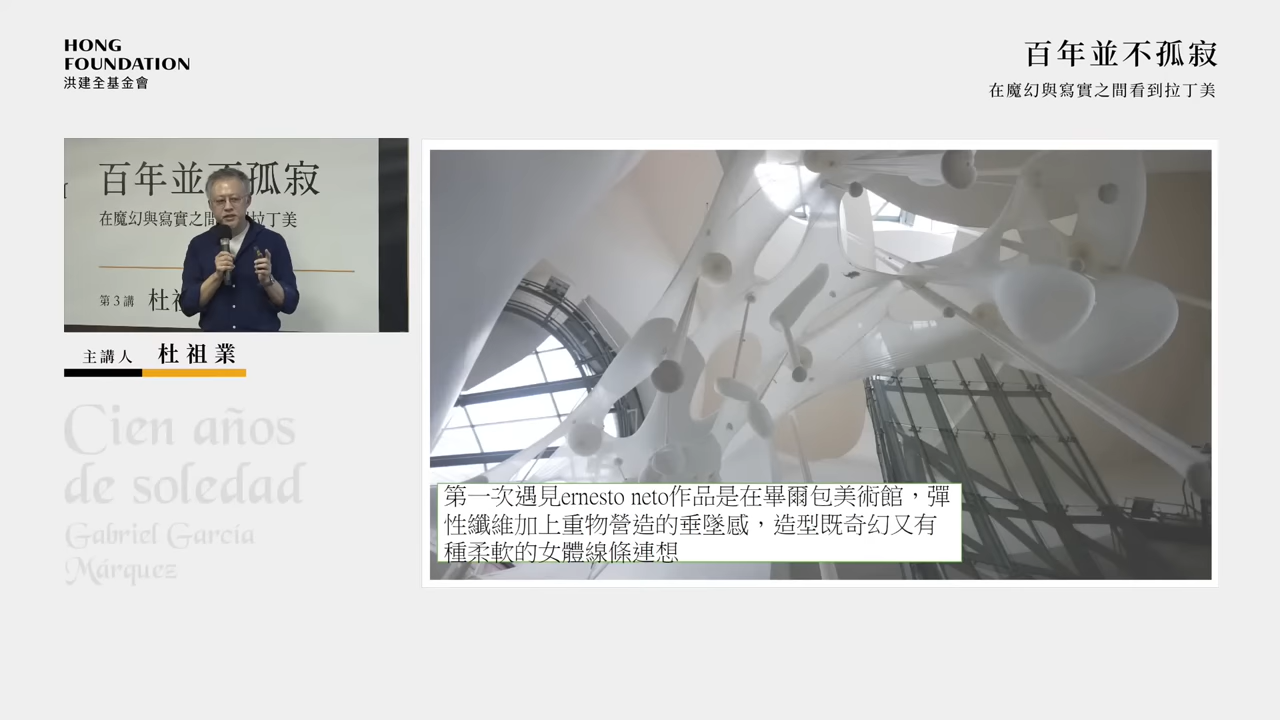 HONG
FOUNDATION
洪建全基金會
百年並不孤寂
在魔幻與寫實之間看到拉丁美
百年並不孤寂
在魔幻與寫實之間 拉丁美
第3講 杜祖
主講人 杜祖業
Cien años
de soledad
Gabriel García
Márquez
第一次遇見ernesto neto作品是在畢爾包美術館，彈
性纖維加上重物營造的垂墜感，造型既奇幻又有
種柔軟的女體線條連想